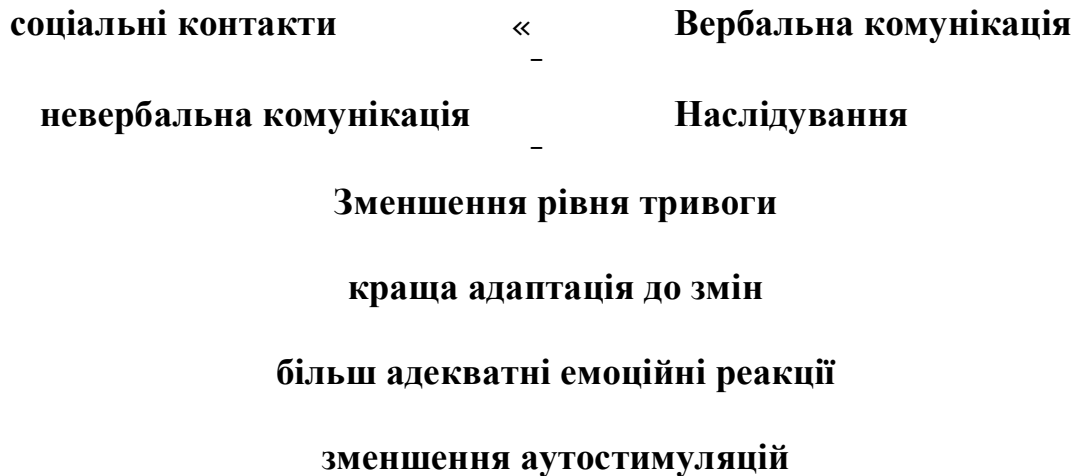 соціальні контакти « Вербальна комунікація
–
невербальна комунікація Наслідування
–
Зменшення рівня тривоги
краща адаптація до змін
більш адекватні емоційні реакції
зменшення аутостимуляцій